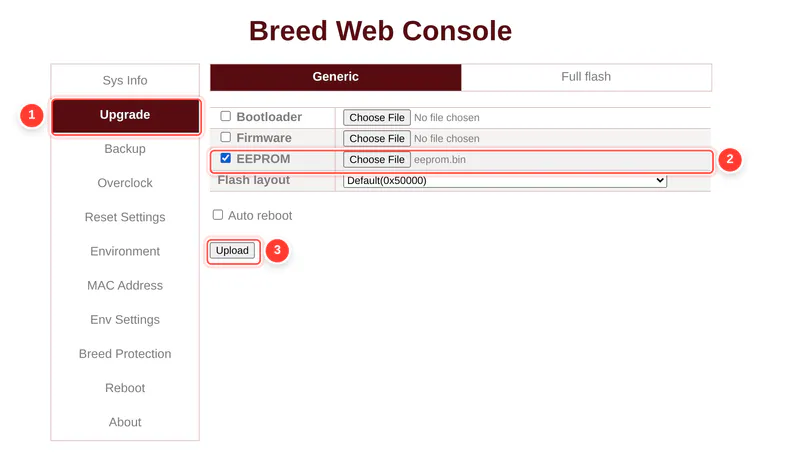 Breed Web Console
Sys Info
1 Upgrade
Backup
Overclock
Reset Settings
Environment
MAC Address
Env Settings
Breed Protection
Reboot
About
Generic Full flash
Bootloader Choose File No file chosen
Firmware Choose File No file chosen
EEPROM Choose File eeprom.bin 2
Flash layout Default(0x50000)
Auto reboot
Upload 3